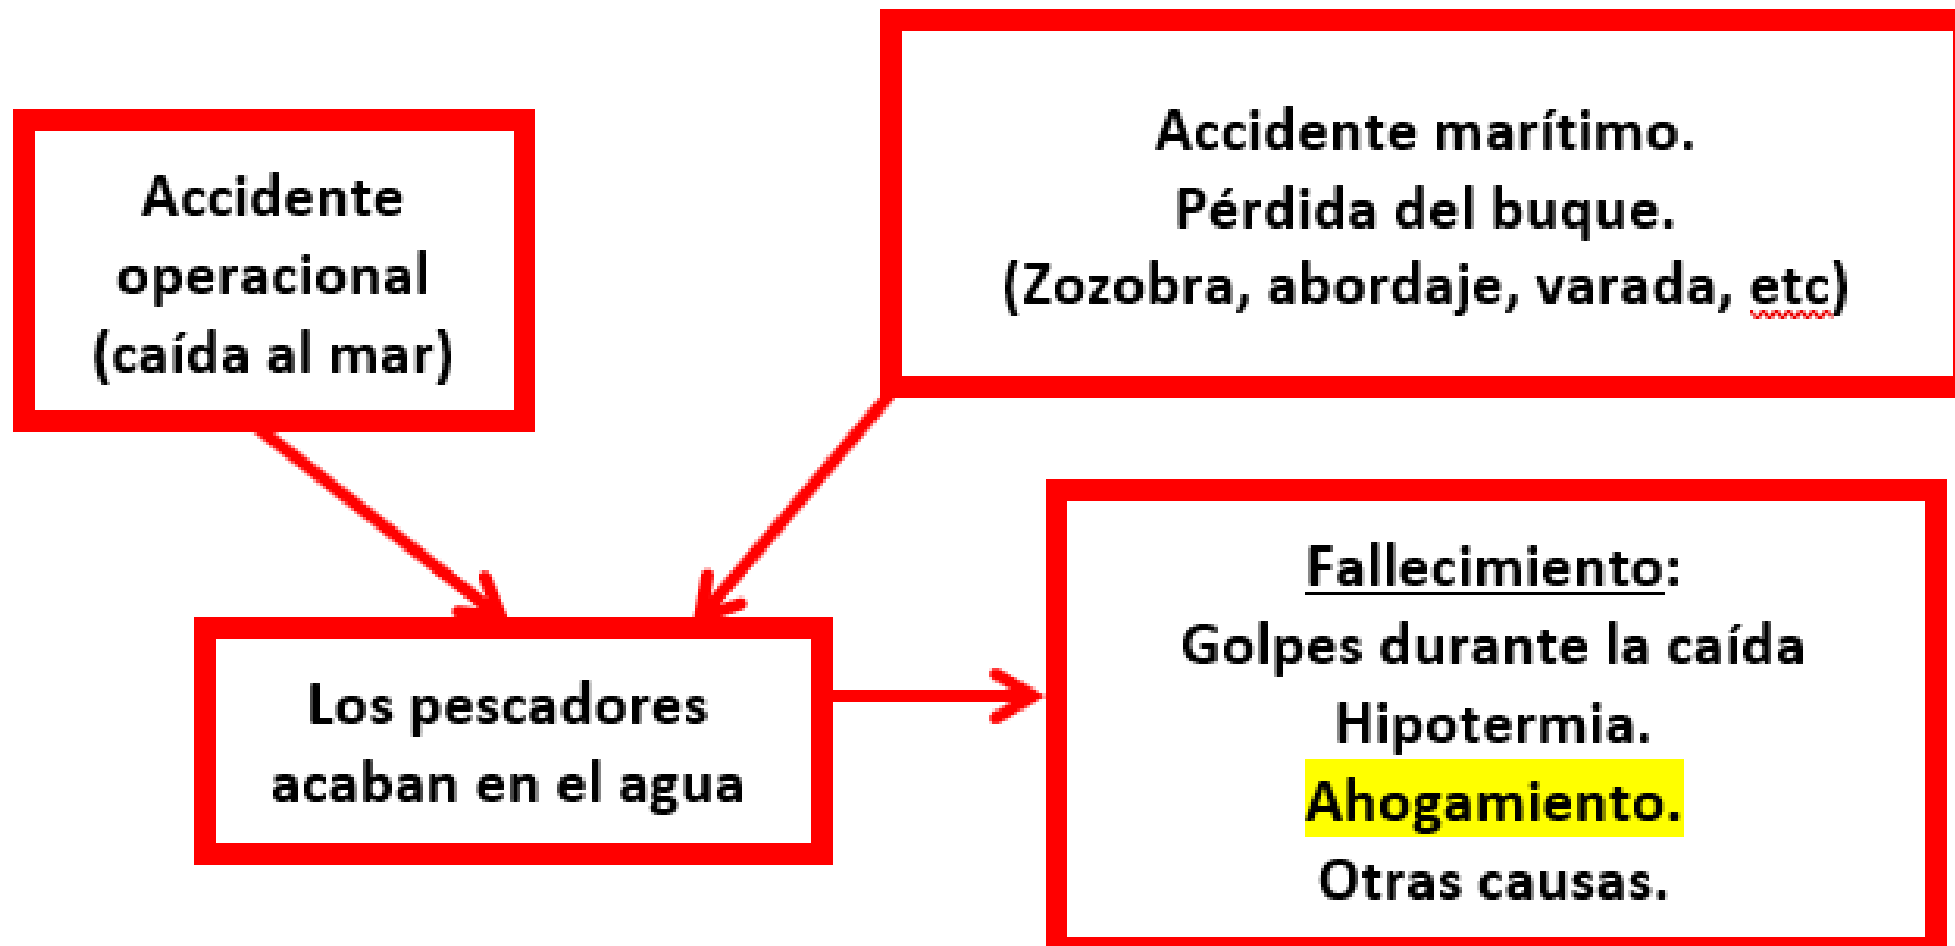 Accidente
operacional
(caída al mar)
Accidente marítimo.
Pérdida del buque.
(Zozobra, abordaje, varada, etc)
Los pescadores
acaban en el agua
Fallecimiento:
Golpes durante la caída
Hipotermia.
Ahogamiento.
Otras causas.